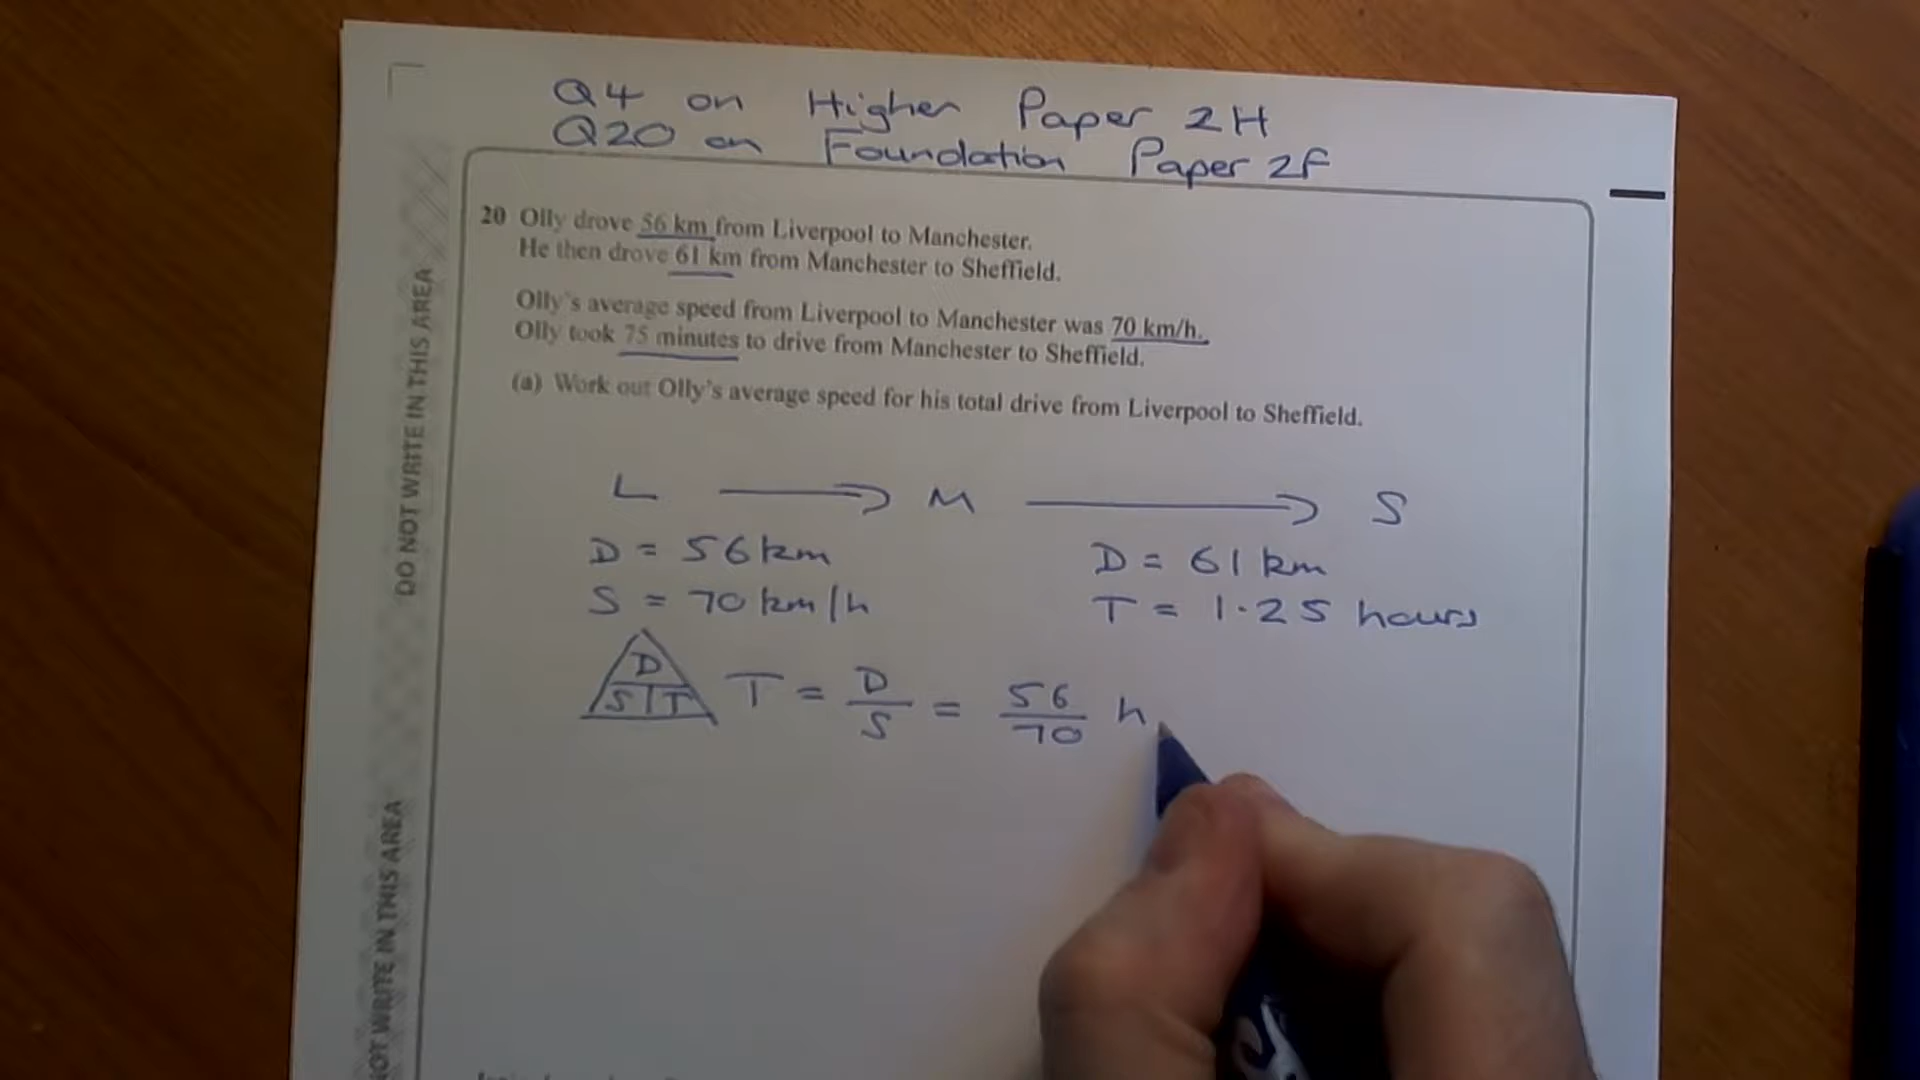 Q4 on Higher Paper 2H
Q20 on Foundation Paper 2F
20 Olly drove 56 km from Liverpool to Manchester.
He then drove 61 km from Manchester to Sheffield.
Olly's average speed from Liverpool to Manchester was 70 km/h.
Olly took 75 minutes to drive from Manchester to Sheffield.
(a) Work out Olly's average speed for his total drive from Liverpool to Sheffield.
L → M → S
D = 56 km D = 61 km
S = 70 km/h T = 1.25 hours
D
S T
T = D/S = 56/70 h
DO NOT WRITE IN THIS AREA
NOT WRITE IN THIS AREA